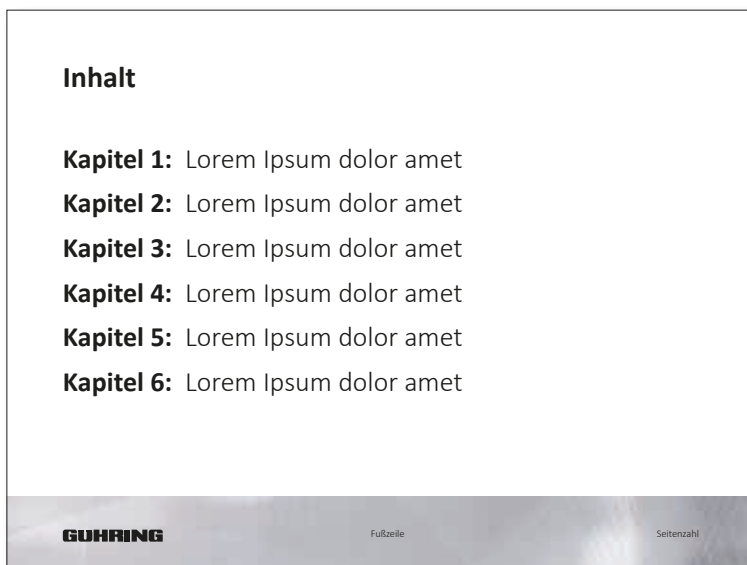 Inhalt
Kapitel 1: Lorem Ipsum dolor amet
Kapitel 2: Lorem Ipsum dolor amet
Kapitel 3: Lorem Ipsum dolor amet
Kapitel 4: Lorem Ipsum dolor amet
Kapitel 5: Lorem Ipsum dolor amet
Kapitel 6: Lorem Ipsum dolor amet
GUHRING Fußzeile Seitenzahl